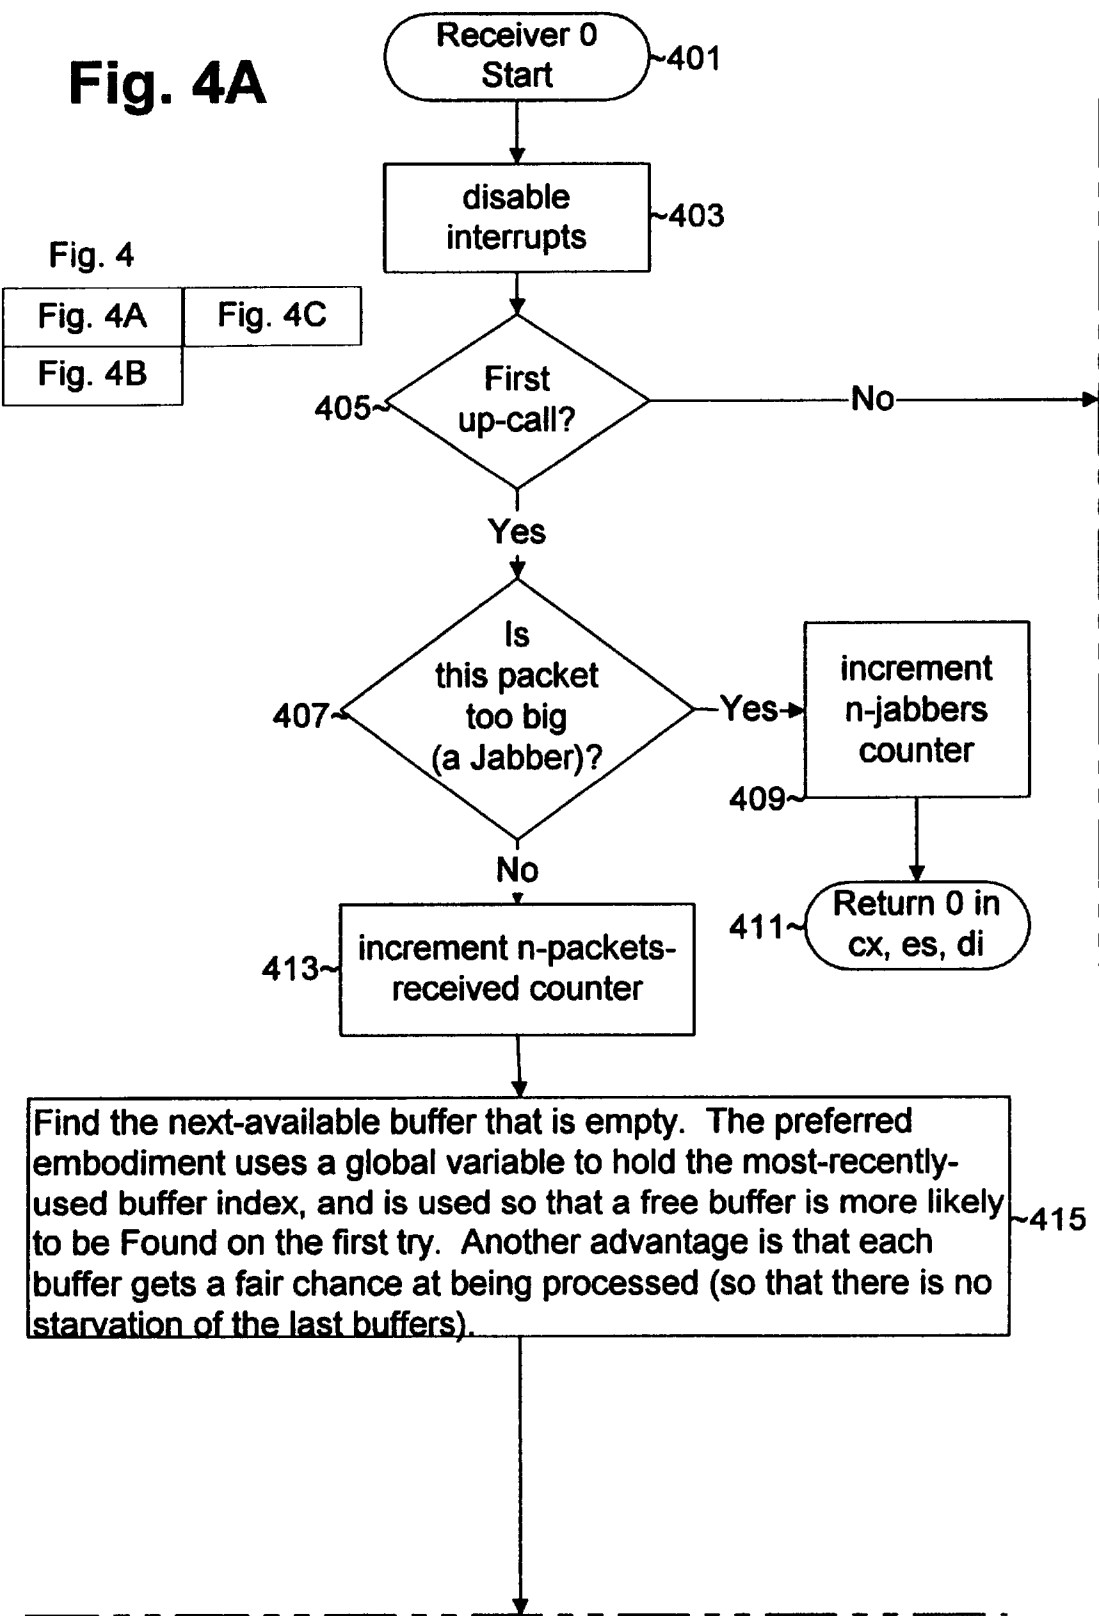 Fig. 4A
Receiver 0
Start
401
disable
interrupts
403
Fig. 4
Fig. 4A
Fig. 4C
Fig. 4B
First
up-call?
405
No
Yes
Is
this packet
too big
(a Jabber)?
407
Yes
increment
n-jabbers
counter
409
No
Return 0 in
cx, es, di
411
increment n-packets-
received counter
413
Find the next-available buffer that is empty. The preferred
embodiment uses a global variable to hold the most-recently-
used buffer index, and is used so that a free buffer is more likely
to be Found on the first try. Another advantage is that each
buffer gets a fair chance at being processed (so that there is no
starvation of the last buffers).
415